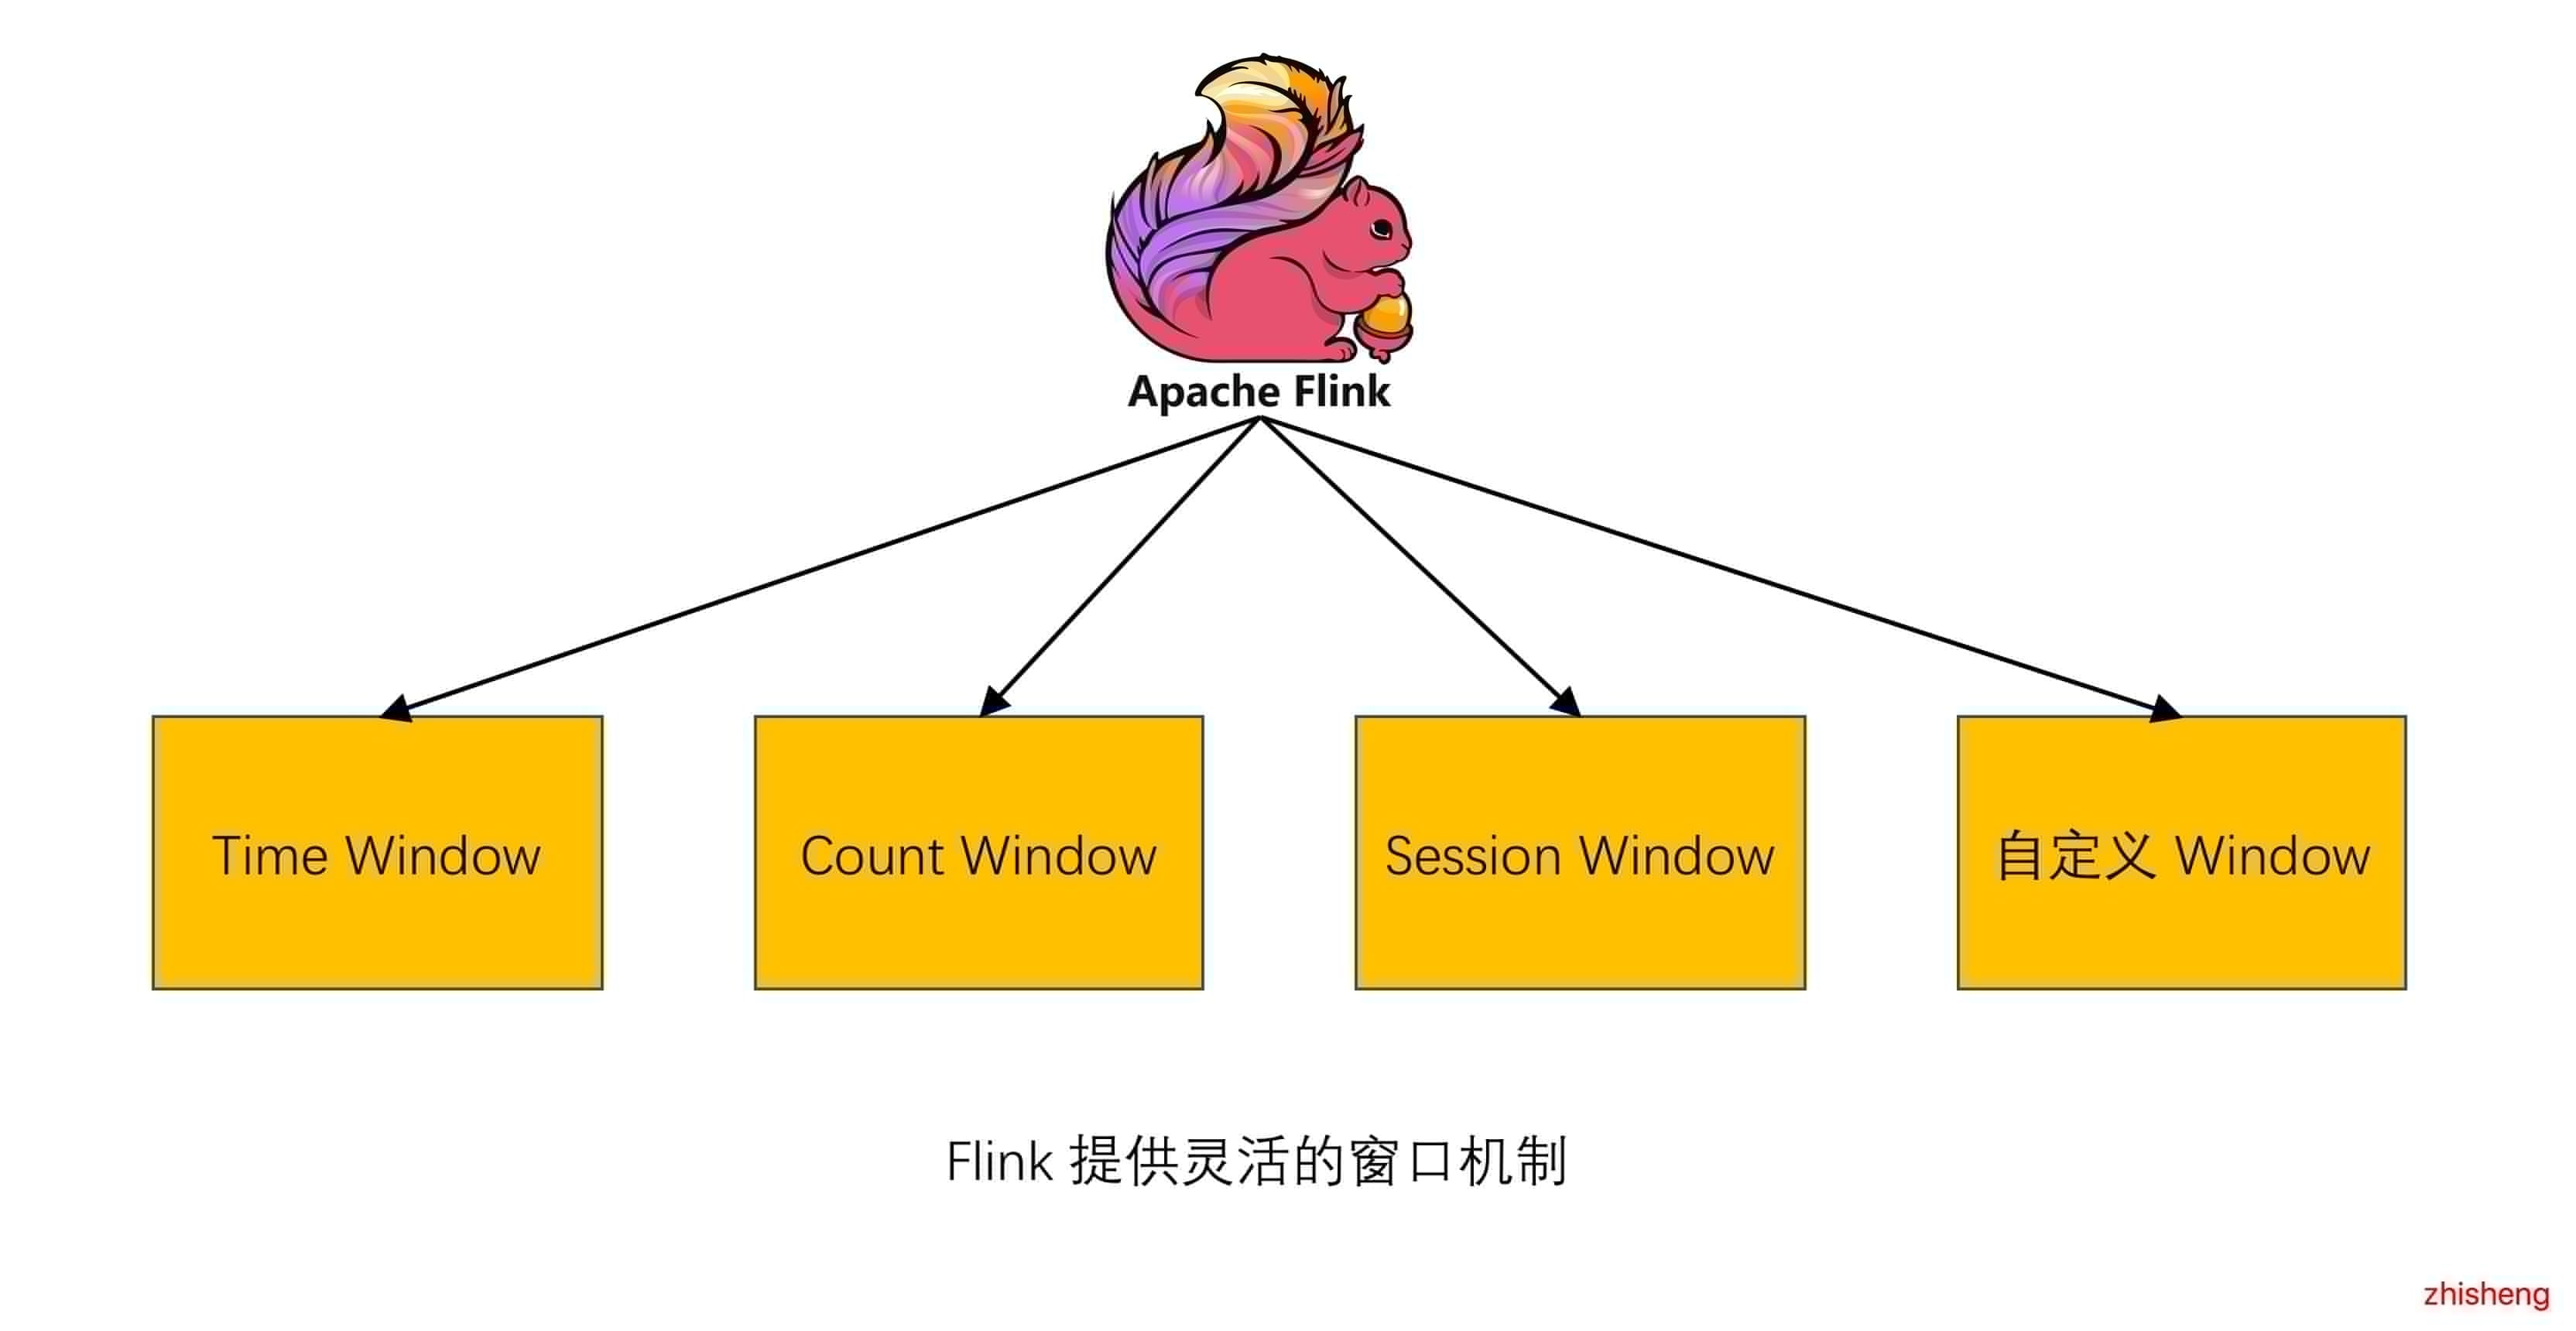 Apache Flink
Time Window
Count Window
Session Window
自定义 Window
Flink 提供灵活的窗口机制
zhisheng